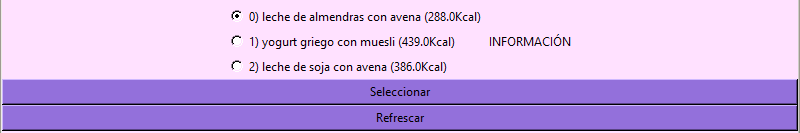 0) leche de almendras con avena (288.0Kcal)
1) yogurt griego con muesli (439.0Kcal) INFORMACIÓN
2) leche de soja con avena (386.0Kcal)
Seleccionar
Refrescar